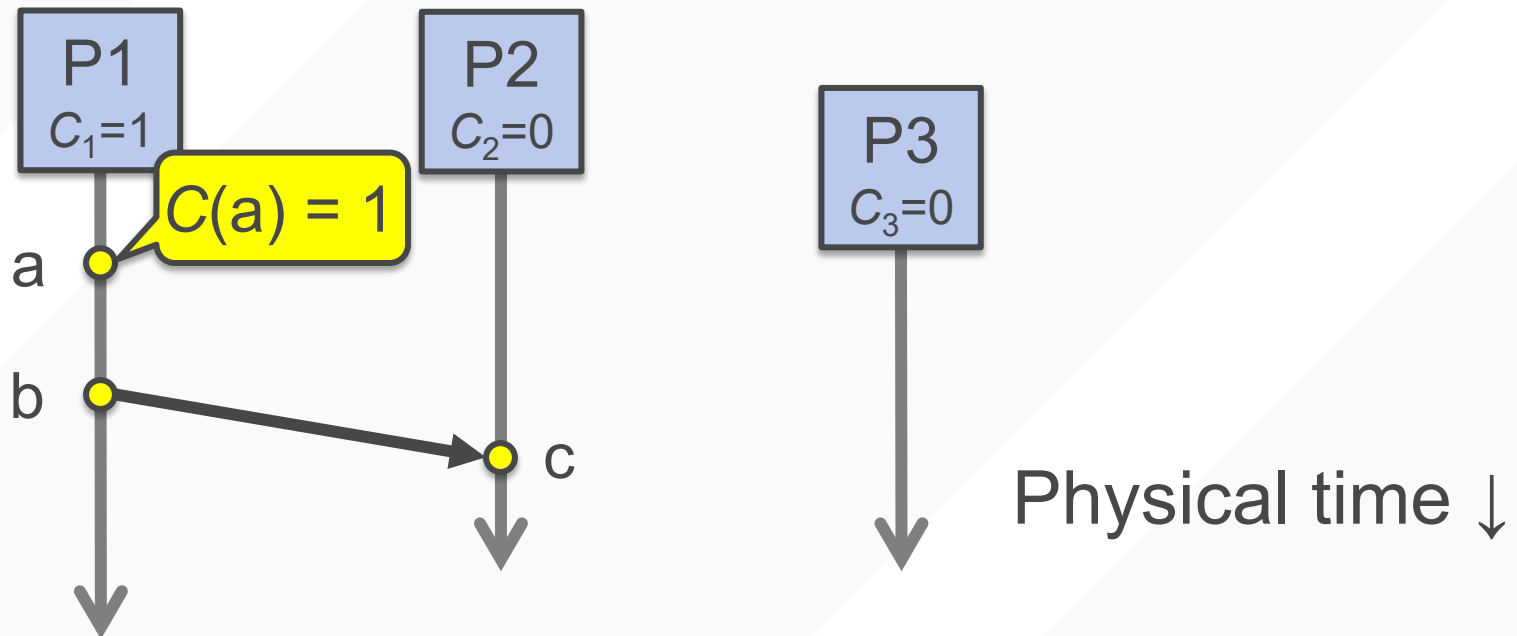 P1
C₁=1
P2
C₂=0
P3
C₃=0
C(a) = 1
a
b
c
Physical time ↓